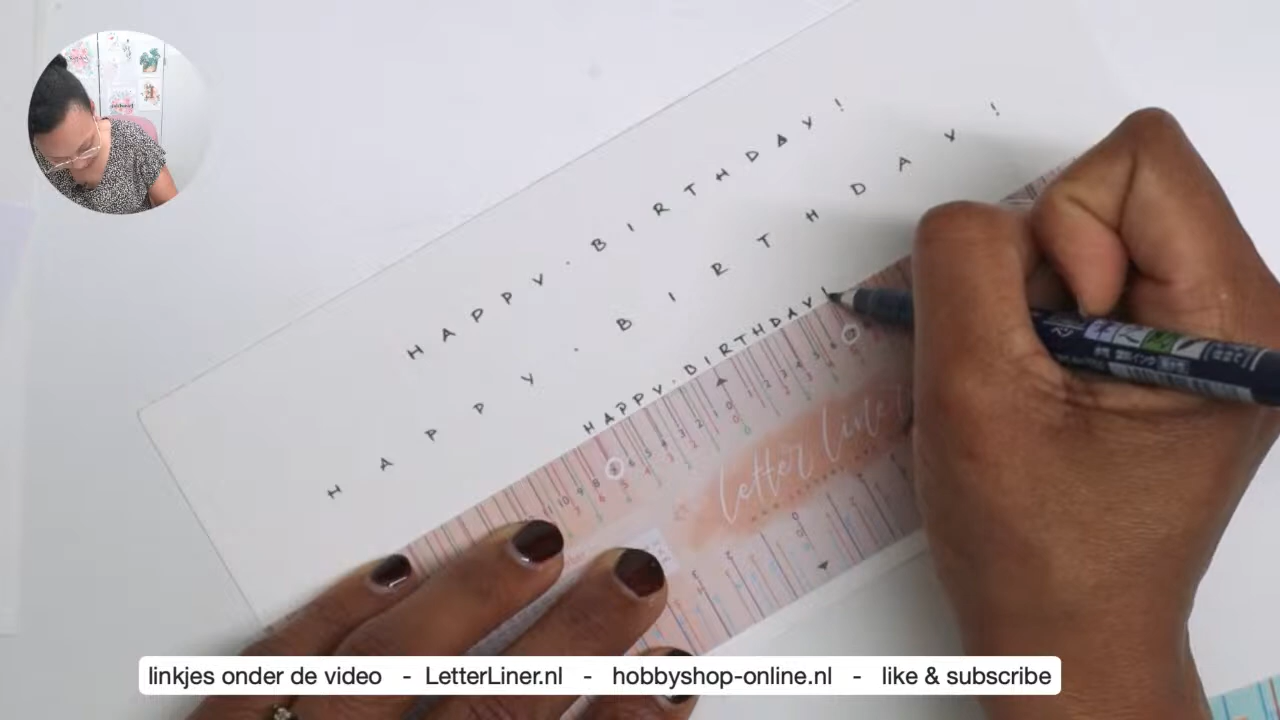 HAPPY · BIRTHDAY!
HAPPY · BIRTHDAY!
HAPPY · BIRTHDAY!
letter liner
linkjes onder de video - LetterLiner.nl - hobbyshop-online.nl - like & subscribe